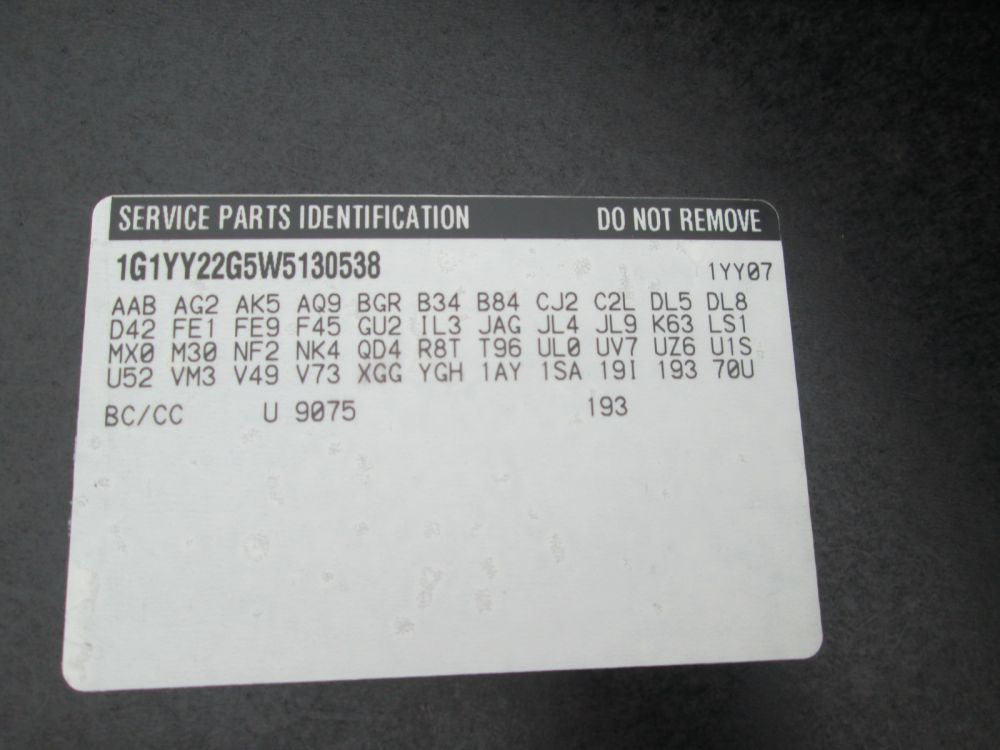 SERVICE PARTS IDENTIFICATION DO NOT REMOVE
1G1YY22G5W5130538 1YY07
AAB AG2 AK5 AQ9 BGR B34 B84 CJ2 C2L DL5 DL8
D42 FE1 FE9 F45 GU2 IL3 JAG JL4 JL9 K63 LS1
MX0 M30 NF2 NK4 QD4 R8T T96 UL0 UV7 UZ6 U1S
U52 VM3 V49 V73 XGG YGH 1AY 1SA 19I 193 70U
BC/CC U 9075 193